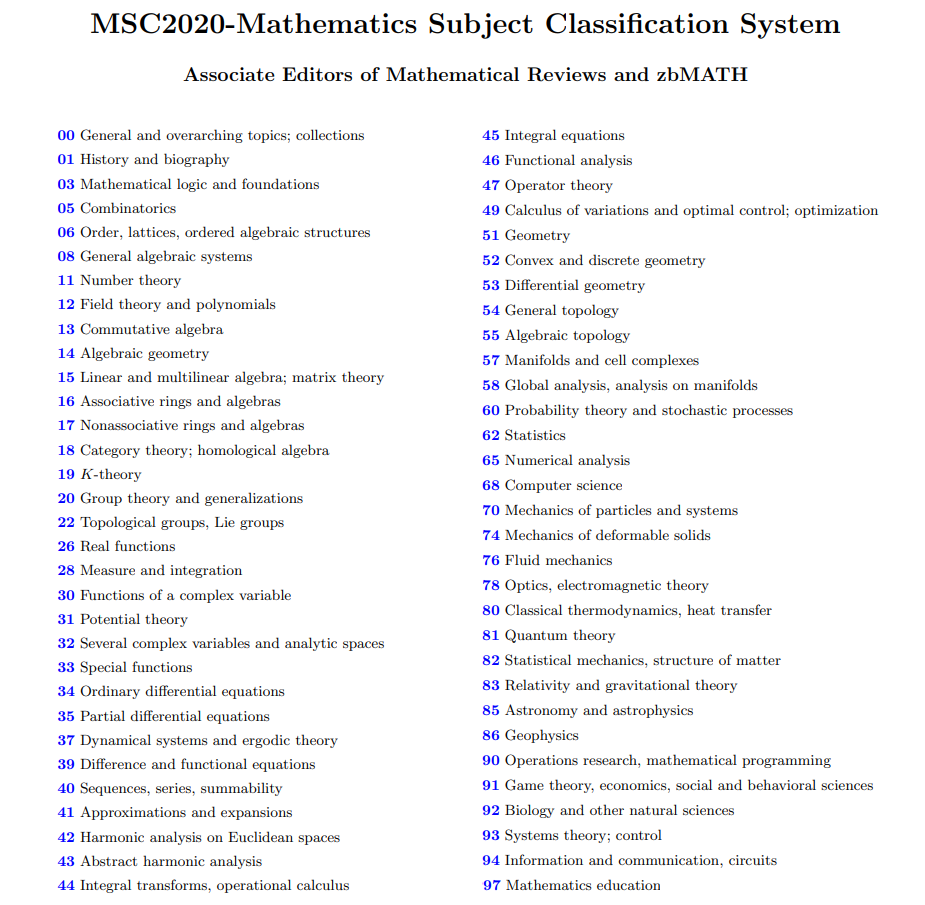 MSC2020-Mathematics Subject Classification System
Associate Editors of Mathematical Reviews and zbMATH
00 General and overarching topics; collections
01 History and biography
03 Mathematical logic and foundations
05 Combinatorics
06 Order, lattices, ordered algebraic structures
08 General algebraic systems
11 Number theory
12 Field theory and polynomials
13 Commutative algebra
14 Algebraic geometry
15 Linear and multilinear algebra; matrix theory
16 Associative rings and algebras
17 Nonassociative rings and algebras
18 Category theory; homological algebra
19 K-theory
20 Group theory and generalizations
22 Topological groups, Lie groups
26 Real functions
28 Measure and integration
30 Functions of a complex variable
31 Potential theory
32 Several complex variables and analytic spaces
33 Special functions
34 Ordinary differential equations
35 Partial differential equations
37 Dynamical systems and ergodic theory
39 Difference and functional equations
40 Sequences, series, summability
41 Approximations and expansions
42 Harmonic analysis on Euclidean spaces
43 Abstract harmonic analysis
44 Integral transforms, operational calculus
45 Integral equations
46 Functional analysis
47 Operator theory
49 Calculus of variations and optimal control; optimization
51 Geometry
52 Convex and discrete geometry
53 Differential geometry
54 General topology
55 Algebraic topology
57 Manifolds and cell complexes
58 Global analysis, analysis on manifolds
60 Probability theory and stochastic processes
62 Statistics
65 Numerical analysis
68 Computer science
70 Mechanics of particles and systems
74 Mechanics of deformable solids
76 Fluid mechanics
78 Optics, electromagnetic theory
80 Classical thermodynamics, heat transfer
81 Quantum theory
82 Statistical mechanics, structure of matter
83 Relativity and gravitational theory
85 Astronomy and astrophysics
86 Geophysics
90 Operations research, mathematical programming
91 Game theory, economics, social and behavioral sciences
92 Biology and other natural sciences
93 Systems theory; control
94 Information and communication, circuits
97 Mathematics education